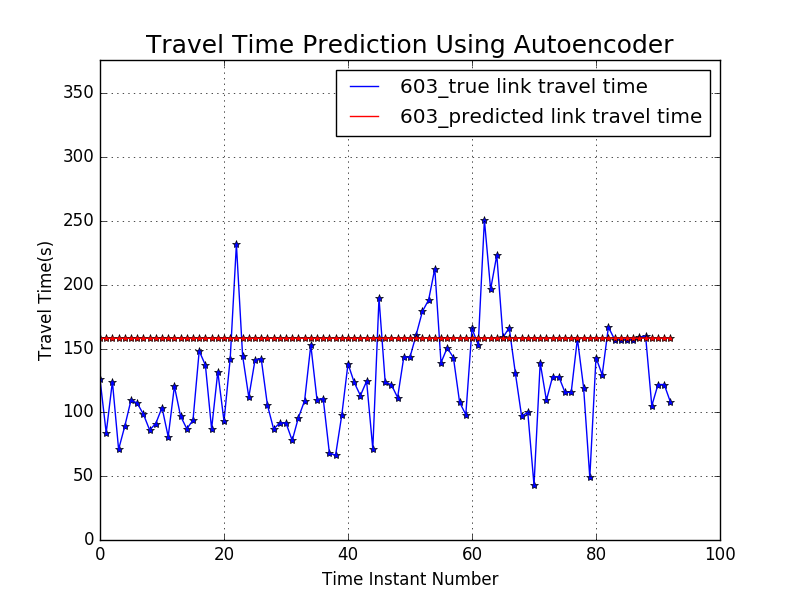 Travel Time Prediction Using Autoencoder
603_true link travel time
603_predicted link travel time
350
300
250
200
150
100
50
0
Travel Time(s)
0 20 40 60 80 100
Time Instant Number